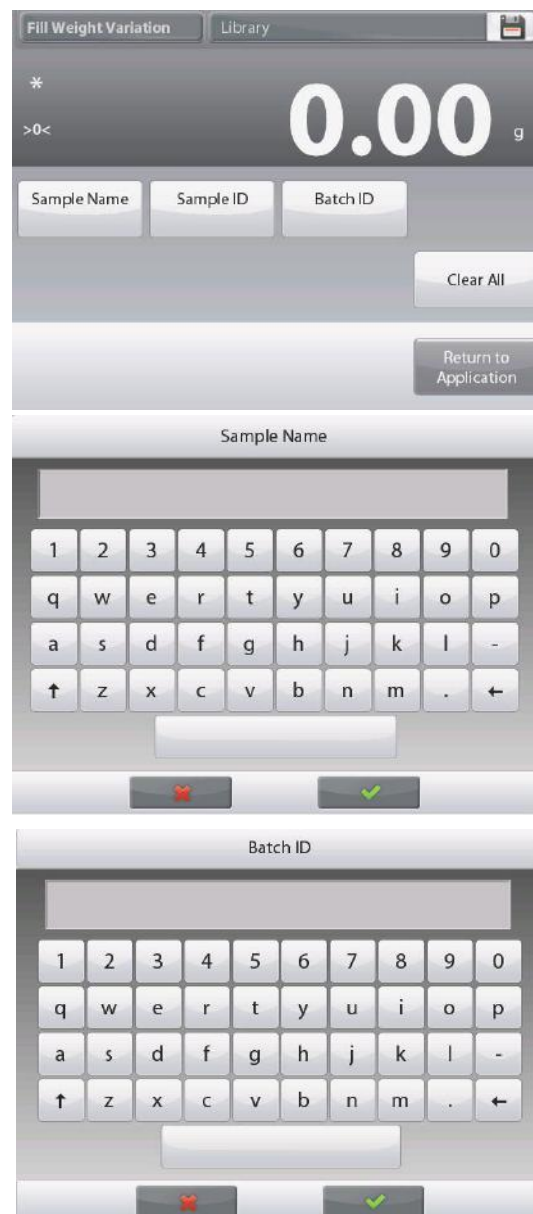 Fill Weight Variation Library
*
>0< 0.00 g
Sample Name Sample ID Batch ID
Clear All
Return to
Application
Sample Name
1 2 3 4 5 6 7 8 9 0
q w e r t y u i o p
a s d f g h j k l -
↑ z x c v b n m . ←
Batch ID
1 2 3 4 5 6 7 8 9 0
q w e r t y u i o p
a s d f g h j k l -
↑ z x c v b n m . ←